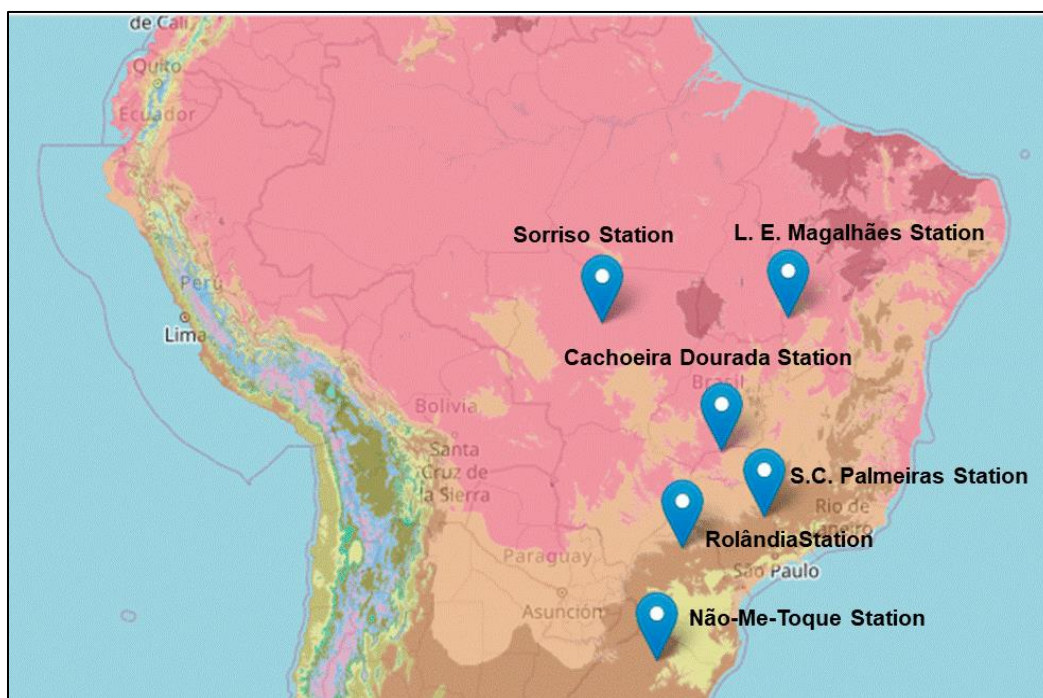 de Cali
Quito
Ecuador
Sorriso Station
L. E. Magalhães Station
Perú
Lima
Cachoeira Dourada Station
Brasil
Bolivia
Santa
Cruz de
la Sierra
S.C. Palmeiras Station
Rio de
Janeiro
RolândiaStation
Paraguay
São Paulo
Asunción
Não-Me-Toque Station